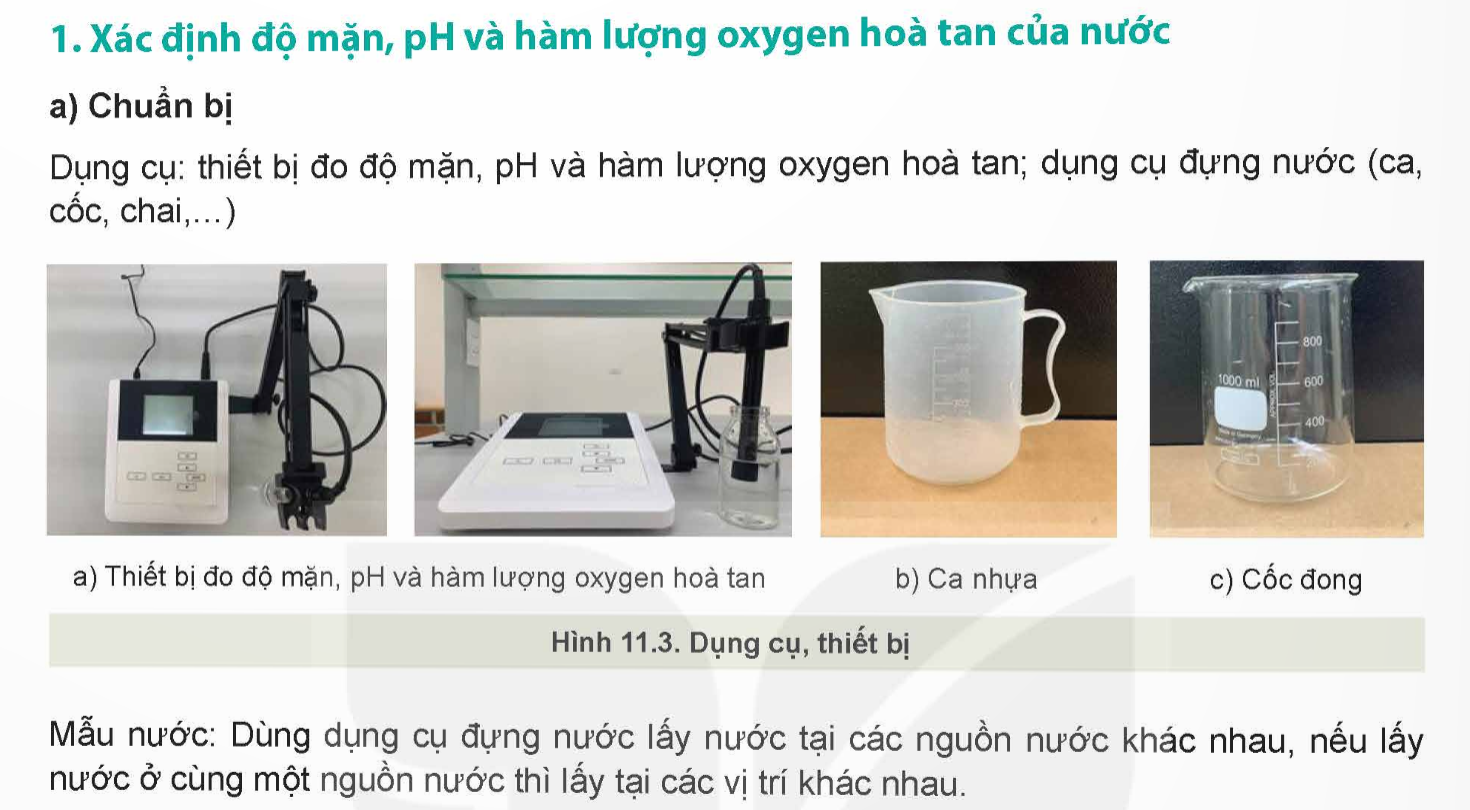 1. Xác định độ mặn, pH và hàm lượng oxygen hoà tan của nước
a) Chuẩn bị
Dụng cụ: thiết bị đo độ mặn, pH và hàm lượng oxygen hoà tan; dụng cụ đựng nước (ca,
cốc, chai,...)
1000 ml
APPROX. VOL
800
600
400
a) Thiết bị đo độ mặn, pH và hàm lượng oxygen hoà tan
b) Ca nhựa
c) Cốc đong
Hình 11.3. Dụng cụ, thiết bị
Mẫu nước: Dùng dụng cụ đựng nước lấy nước tại các nguồn nước khác nhau, nếu lấy
nước ở cùng một nguồn nước thì lấy tại các vị trí khác nhau.